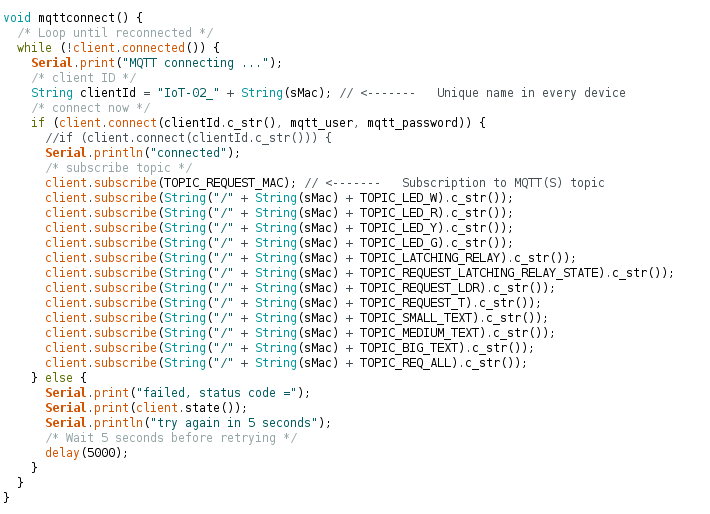 void mqttconnect() {
  /* Loop until reconnected */
  while (!client.connected()) {
    Serial.print("MQTT connecting ...");
    /* client ID */
    String clientId = "IoT-02_" + String(sMac); // <-------   Unique name in every device
    /* connect now */
    if (client.connect(clientId.c_str(), mqtt_user, mqtt_password)) {
      //if (client.connect(clientId.c_str())) {
      Serial.println("connected");
      /* subscribe topic */
      client.subscribe(TOPIC_REQUEST_MAC); // <-------   Subscription to MQTT(S) topic
      client.subscribe(String("/" + String(sMac) + TOPIC_LED_W).c_str());
      client.subscribe(String("/" + String(sMac) + TOPIC_LED_R).c_str());
      client.subscribe(String("/" + String(sMac) + TOPIC_LED_Y).c_str());
      client.subscribe(String("/" + String(sMac) + TOPIC_LED_G).c_str());
      client.subscribe(String("/" + String(sMac) + TOPIC_LATCHING_RELAY).c_str());
      client.subscribe(String("/" + String(sMac) + TOPIC_REQUEST_LATCHING_RELAY_STATE).c_str());
      client.subscribe(String("/" + String(sMac) + TOPIC_REQUEST_LDR).c_str());
      client.subscribe(String("/" + String(sMac) + TOPIC_REQUEST_T).c_str());
      client.subscribe(String("/" + String(sMac) + TOPIC_SMALL_TEXT).c_str());
      client.subscribe(String("/" + String(sMac) + TOPIC_MEDIUM_TEXT).c_str());
      client.subscribe(String("/" + String(sMac) + TOPIC_BIG_TEXT).c_str());
      client.subscribe(String("/" + String(sMac) + TOPIC_REQ_ALL).c_str());
    } else {
      Serial.print("failed, status code =");
      Serial.print(client.state());
      Serial.println("try again in 5 seconds");
      /* Wait 5 seconds before retrying */
      delay(5000);
    }
  }
}